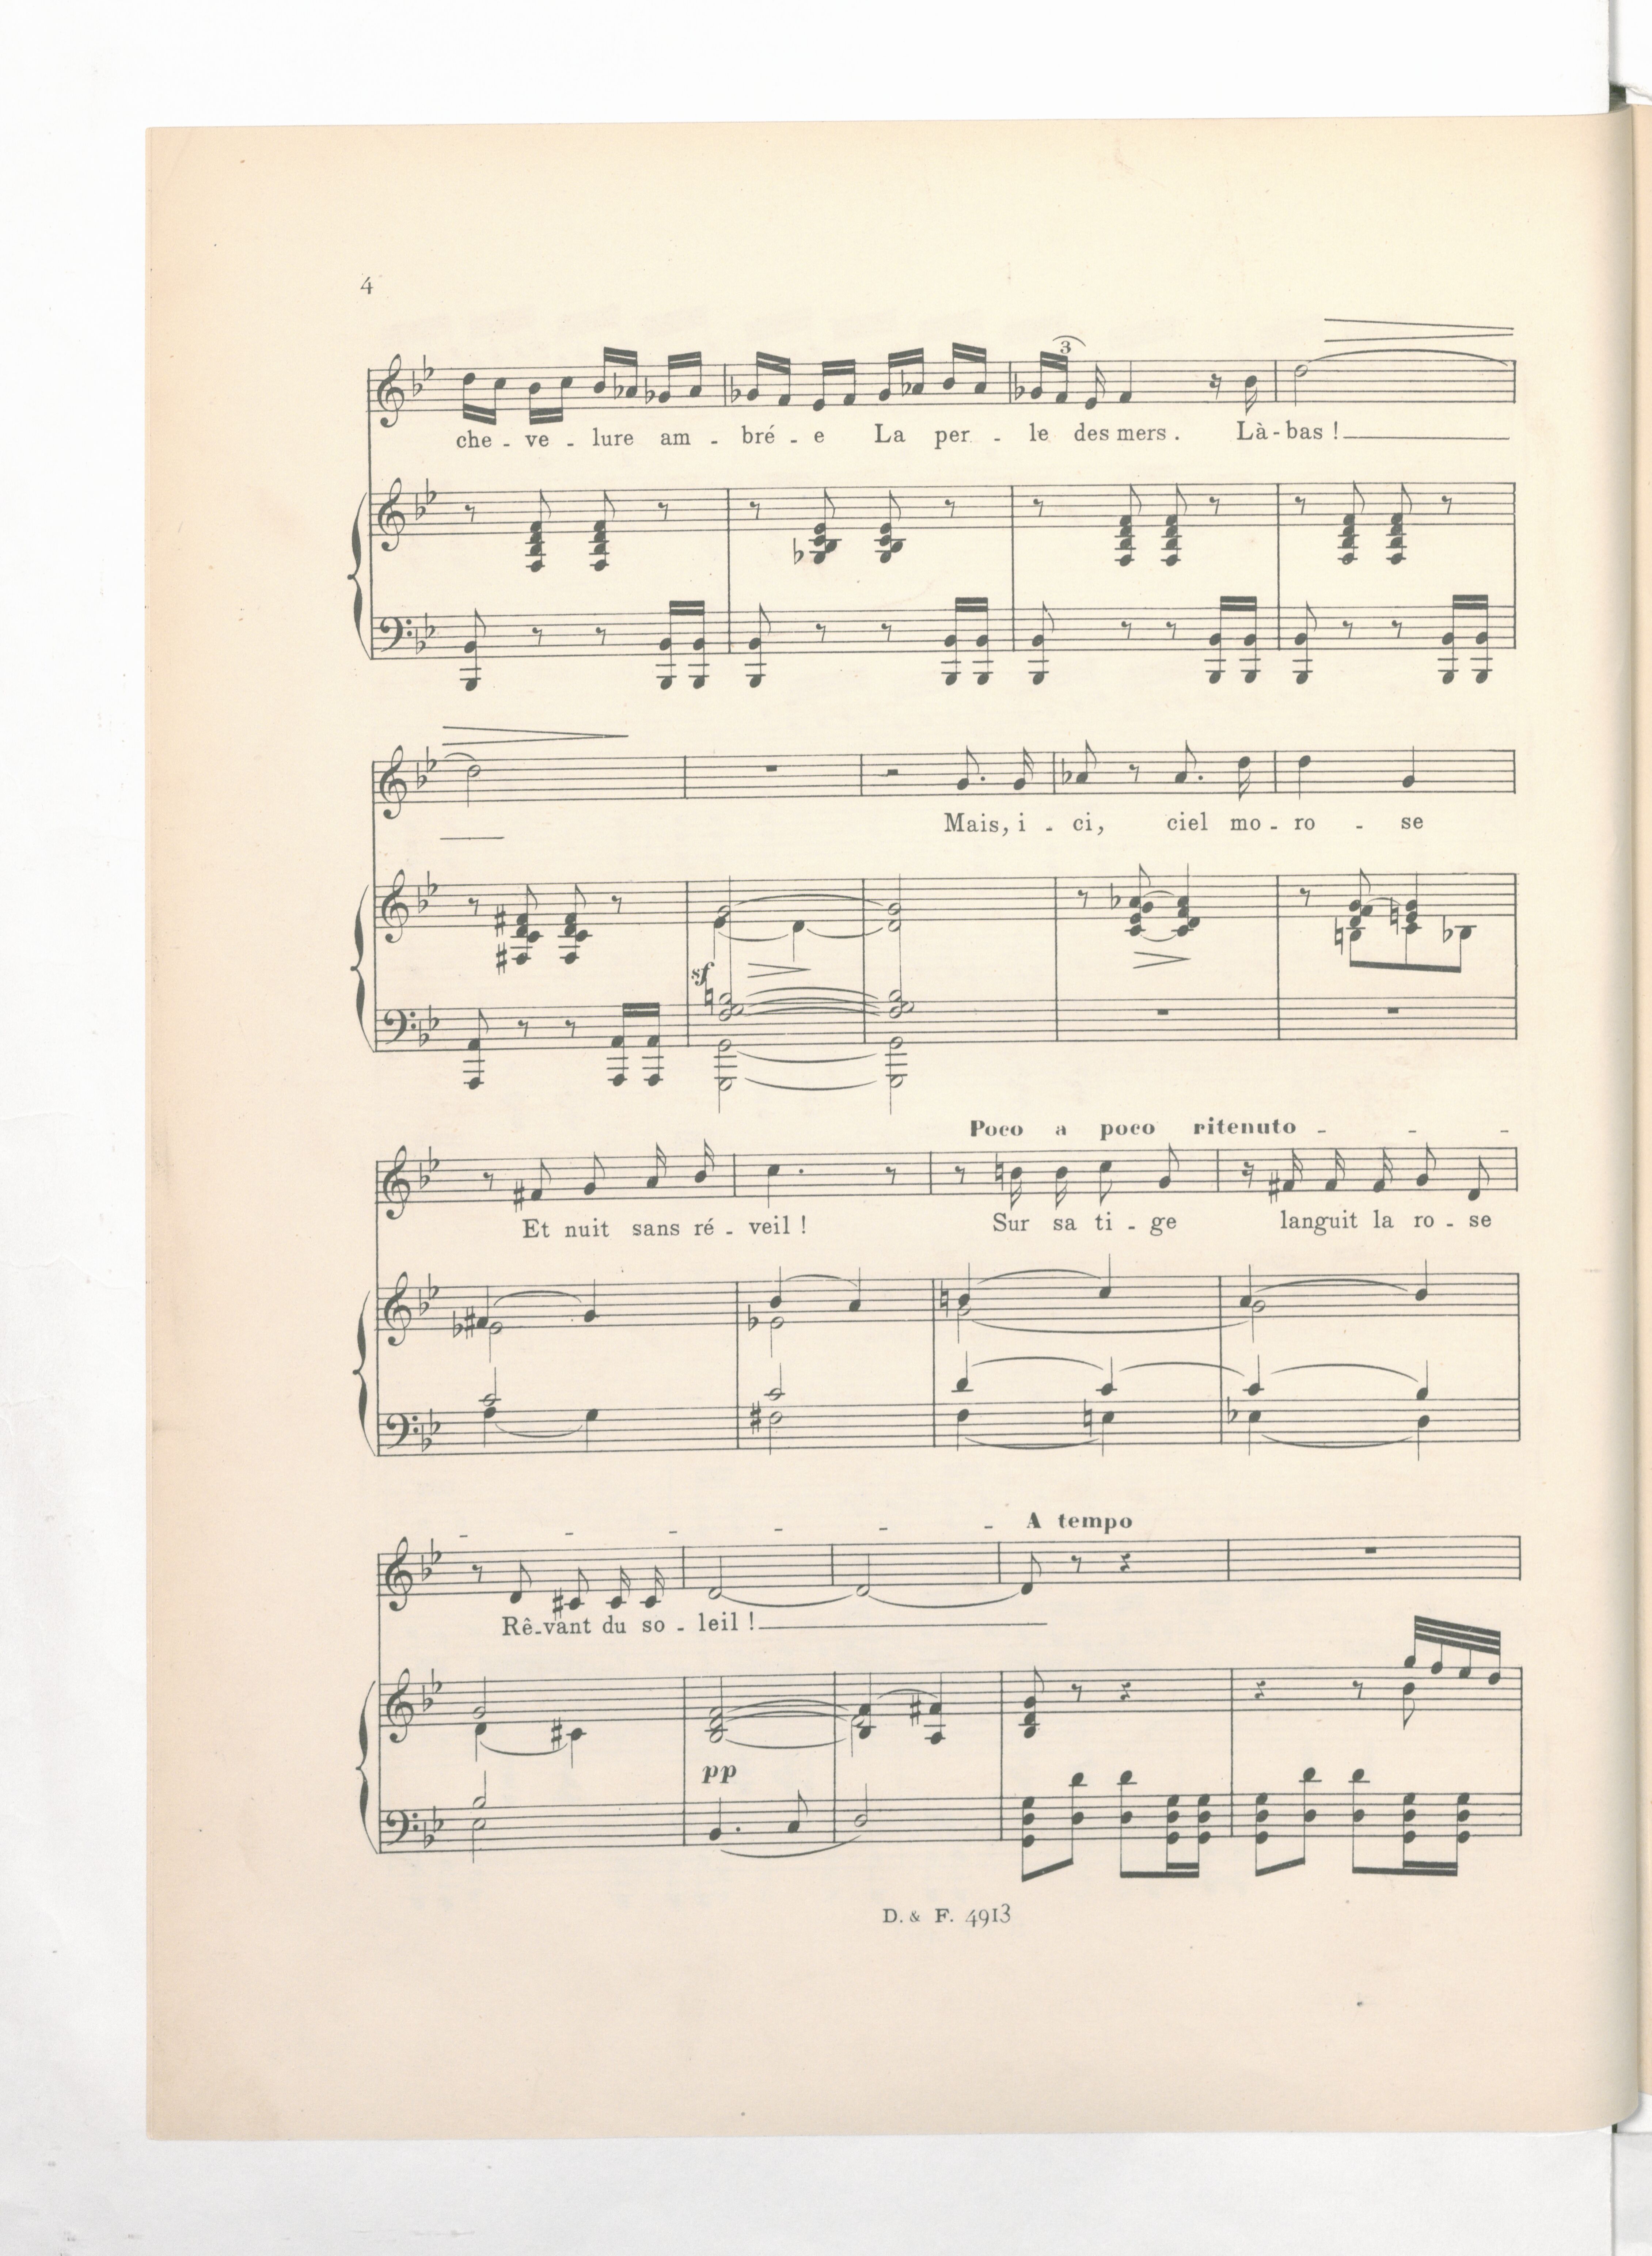 4
3
che - ve - lure am - bré - e La per - le des mers . Là - bas !
Mais, i - ci, ciel mo - ro - se
sf
Poco a poco ritenuto - - -
Et nuit sans ré - veil ! Sur sa ti - ge languit la ro - se
- - - - - - A tempo
Rê - vant du so - leil !
pp
D. & F. 4913